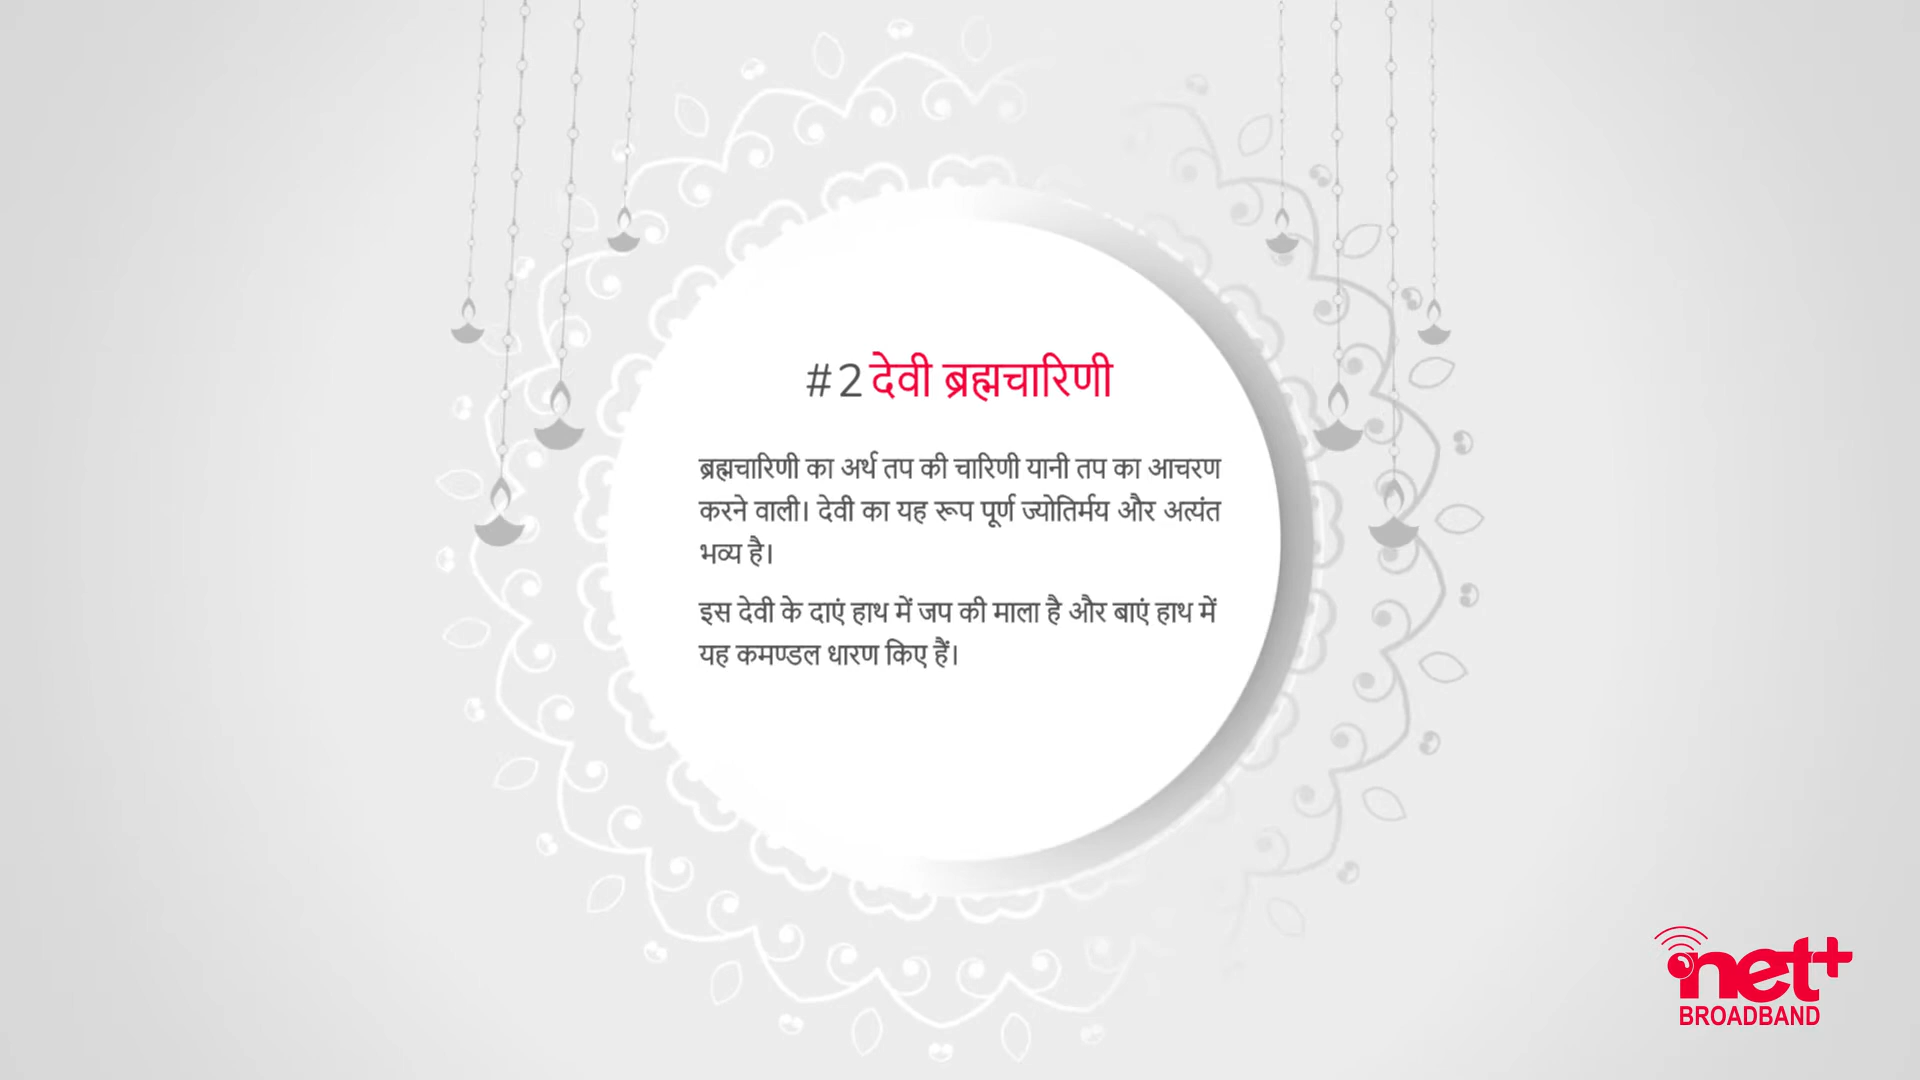 #2 देवी ब्रह्मचारिणी
ब्रह्मचारिणी का अर्थ तप की चारिणी यानी तप का आचरण
करने वाली। देवी का यह रूप पूर्ण ज्योतिर्मय और अत्यंत
भव्य है।
इस देवी के दाएं हाथ में जप की माला है और बाएं हाथ में
यह कमण्डल धारण किए हैं।
net+
BROADBAND